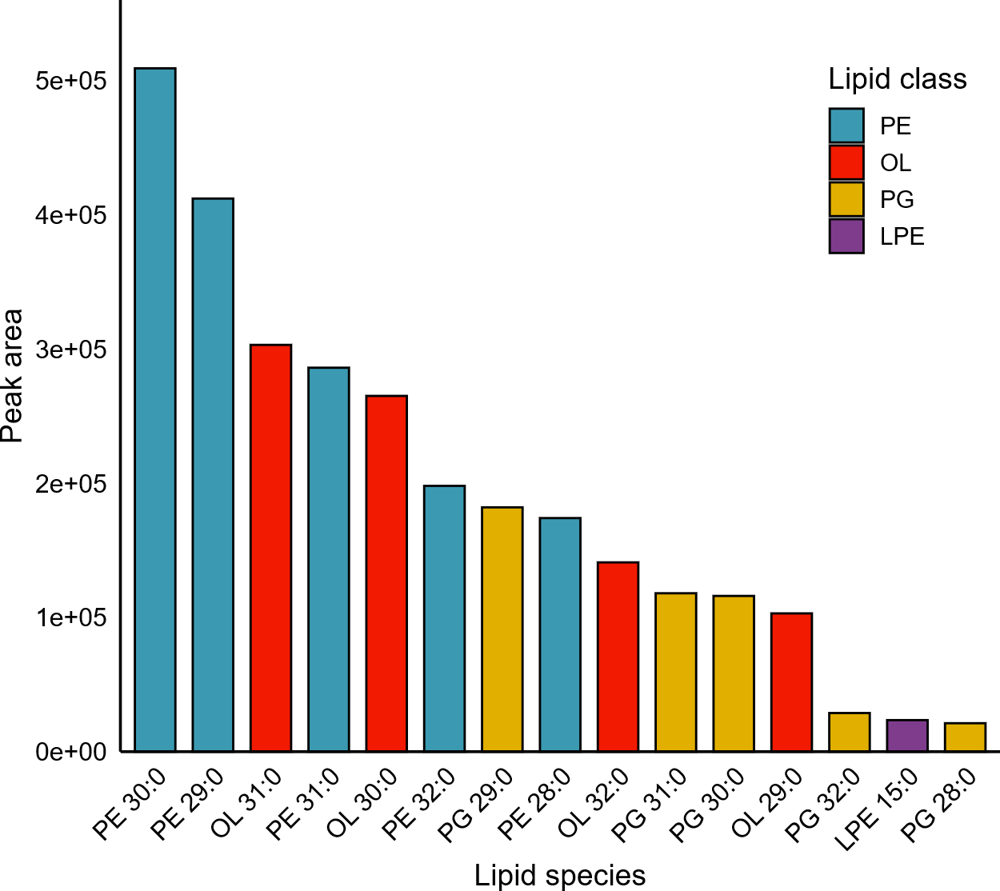 Lipid class
PE
OL
PG
LPE
Peak area
5e+05
4e+05
3e+05
2e+05
1e+05
0e+00
PE 30:0
PE 29:0
OL 31:0
PE 31:0
OL 30:0
PE 32:0
PG 29:0
PE 28:0
OL 32:0
PG 31:0
PG 30:0
OL 29:0
PG 32:0
LPE 15:0
PG 28:0
Lipid species